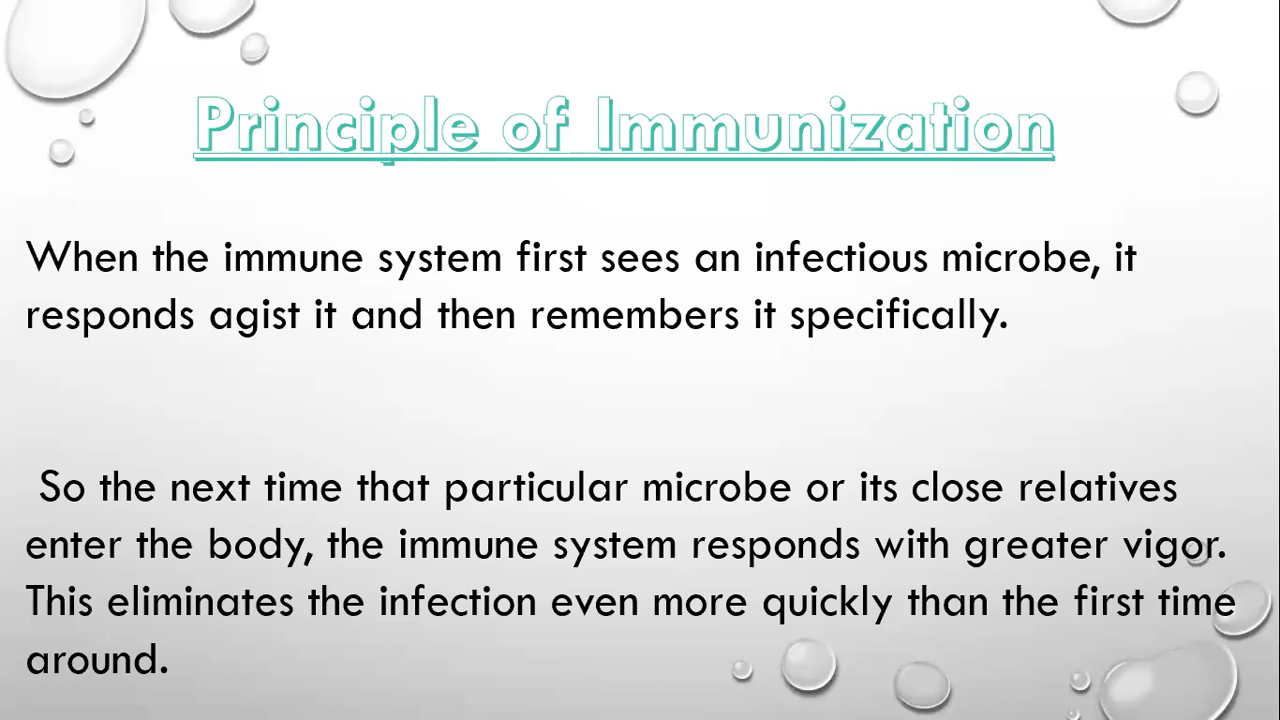 Principle of Immunization
When the immune system first sees an infectious microbe, it
responds agist it and then remembers it specifically.
So the next time that particular microbe or its close relatives
enter the body, the immune system responds with greater vigor.
This eliminates the infection even more quickly than the first time
around.